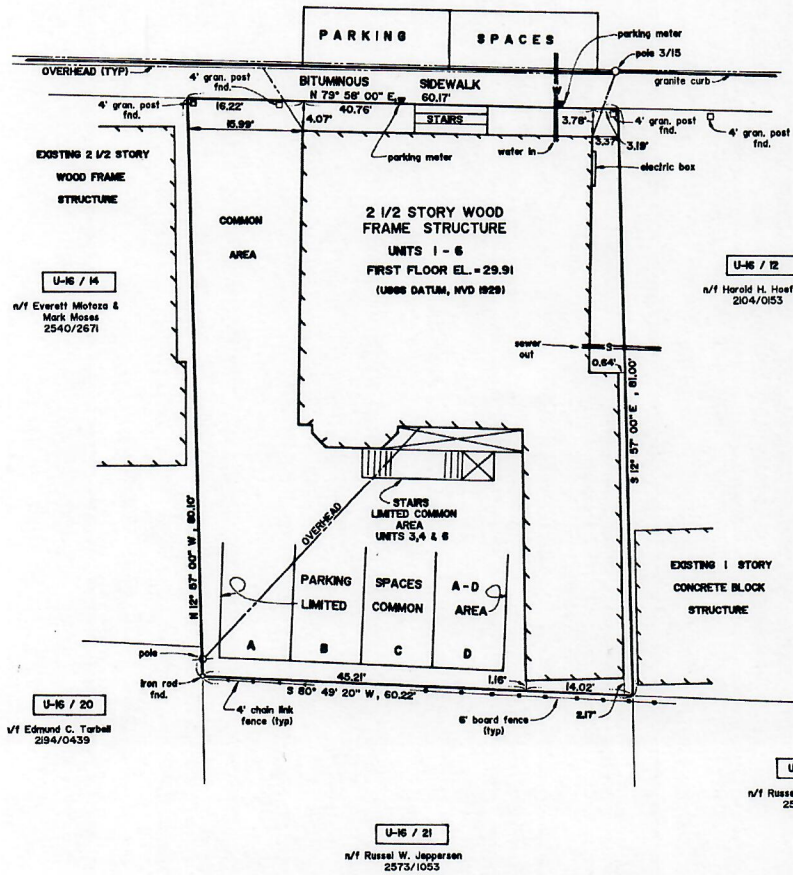 PARKING SPACES
parking meter
pole 3/15
OVERHEAD (TYP)
4' gran. post
fnd.
BITUMINOUS SIDEWALK
granite curb
N 79° 58' 00" E, 60.17'
4' gran. post
fnd.
16.22'
40.76'
15.99'
4.07'
STAIRS
3.78'
4' gran. post
fnd.
4' gran. post
fnd.
3.37'
3.19'
parking meter
water in
W
electric box
EXISTING 2 1/2 STORY
WOOD FRAME
STRUCTURE
COMMON
AREA
2 1/2 STORY WOOD
FRAME STRUCTURE
UNITS 1 - 6
FIRST FLOOR EL. = 29.91
(USGS DATUM, NVD 1929)
U-16 / 14
n/f Everett Miotoza &
Mark Moses
2540/2671
U-16 / 12
n/f Harold H. Hoef
2104/0153
sewer
out
S
0.64'
S 12° 57' 00" E, 81.00'
N 12° 57' 00" W, 80.10'
OVERHEAD
STAIRS
LIMITED COMMON
AREA
UNITS 3,4 & 6
PARKING SPACES A-D
LIMITED COMMON AREA
A B C D
EXISTING 1 STORY
CONCRETE BLOCK
STRUCTURE
pole
iron rod
fnd.
45.21'
1.16'
14.02'
S 80° 49' 20" W, 60.22'
2.17'
4' chain link
fence (typ)
6' board fence
(typ)
U-16 / 20
n/f Edmund C. Tarbell
2194/0439
U
n/f Russe
25
U-16 / 21
n/f Russel W. Jeppersen
2573/1053